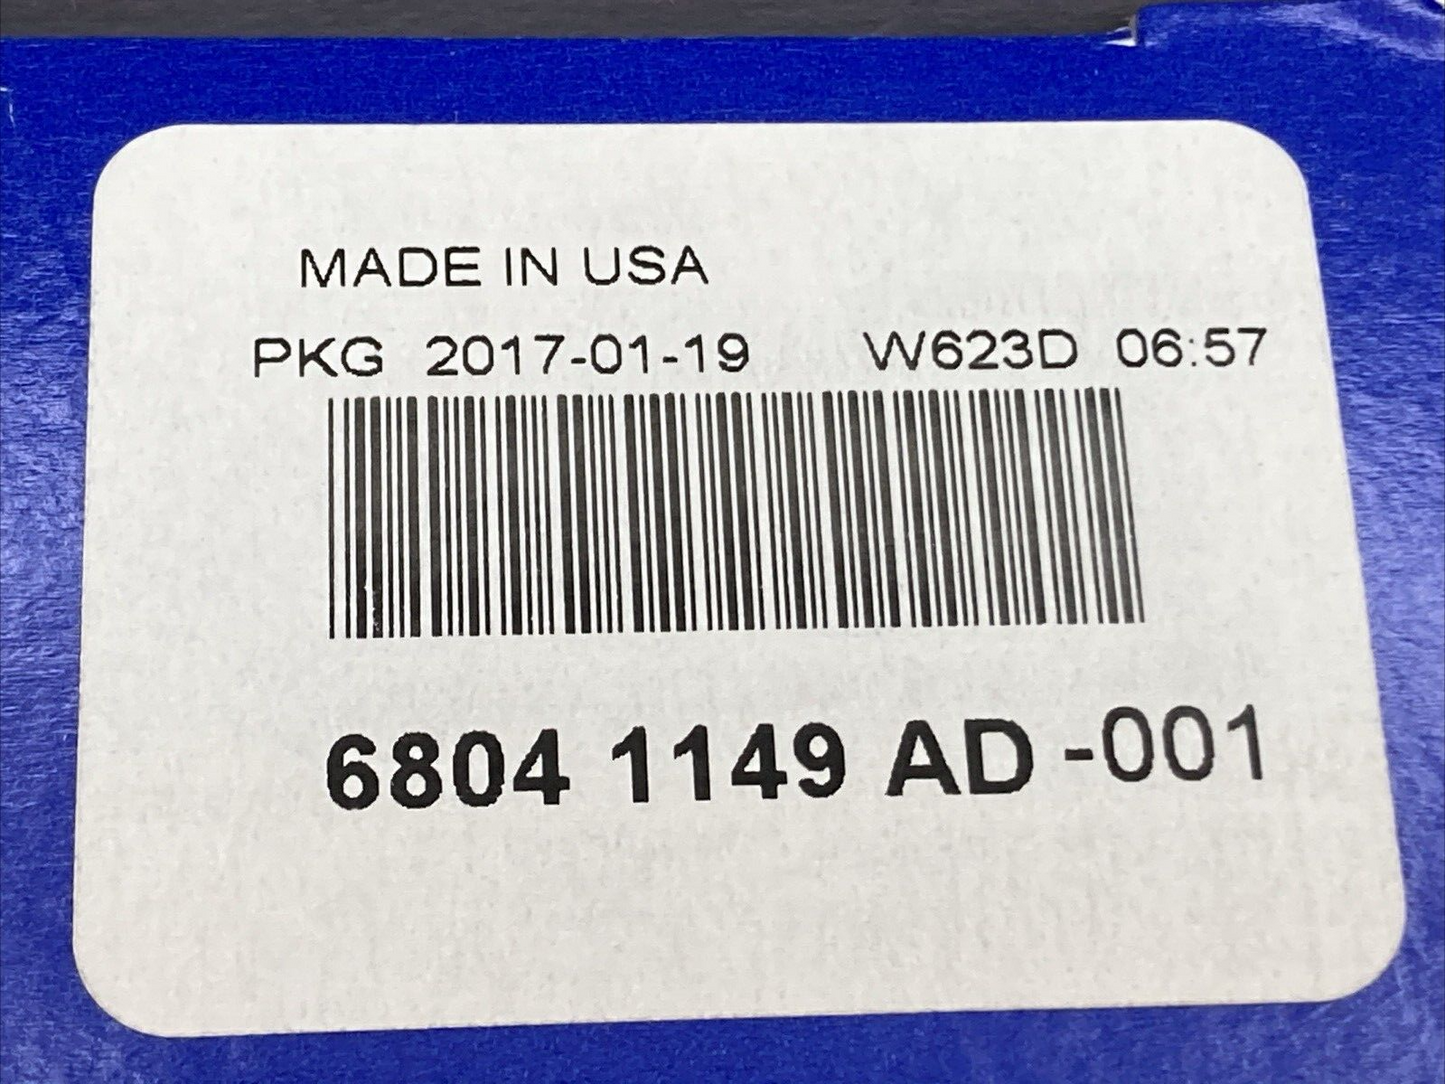 MADE IN USA
PKG 2017-01-19 W623D 06:57
6804 1149 AD -001